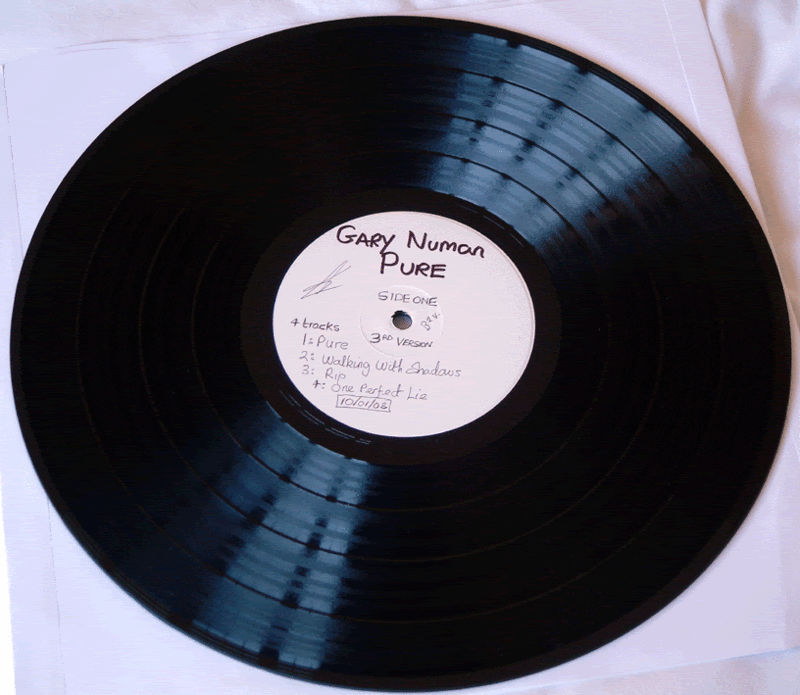 GARY NUMAN
PURE
SIDE ONE
4 tracks
3RD VERSION
1: Pure
2: Walking With Shadows
3: Rip
4: One Perfect Lie
10/01/08